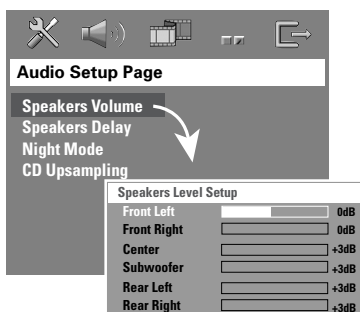 Audio Setup Page
Speakers Volume
Speakers Delay
Night Mode
CD Upsampling
Speakers Level Setup
Front Left 0dB
Front Right 0dB
Center +3dB
Subwoofer +3dB
Rear Left +3dB
Rear Right +3dB